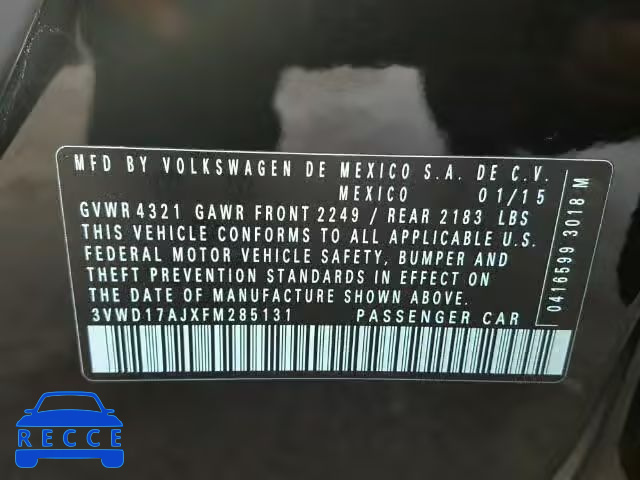 MFD BY VOLKSWAGEN DE MEXICO S.A. DE C.V.
MEXICO 01/15
GVWR 4321 GAWR FRONT 2249 / REAR 2183 LBS
THIS VEHICLE CONFORMS TO ALL APPLICABLE U.S.
FEDERAL MOTOR VEHICLE SAFETY, BUMPER AND
THEFT PREVENTION STANDARDS IN EFFECT ON
THE DATE OF MANUFACTURE SHOWN ABOVE.
3VWD17AJXFM285131 PASSENGER CAR
0416599 3018 M
RECCE